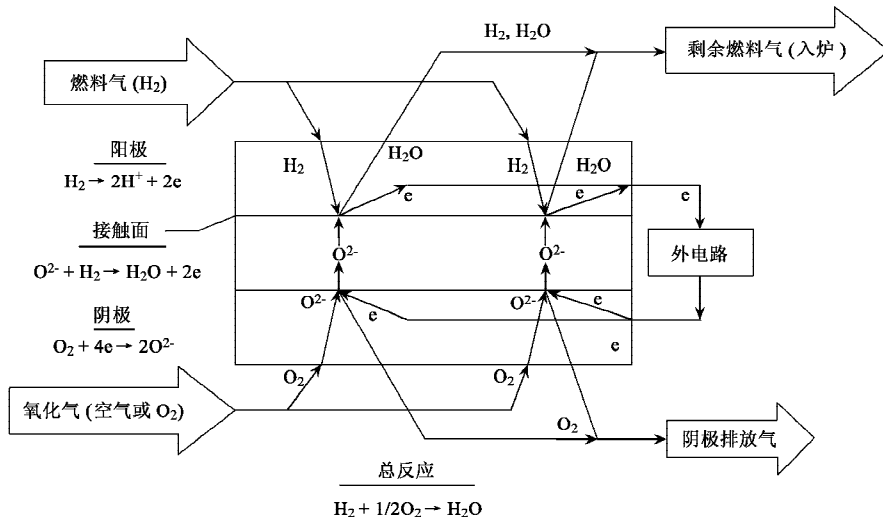 H₂, H₂O
剩余燃料气 (入炉)
燃料气 (H₂)
阳极
H₂→ 2H⁺ + 2e
H₂
H₂O
H₂
H₂O
e
e
e
接触面
O²⁻ + H₂→ H₂O + 2e
O²⁻
O²⁻
外电路
阴极
O₂ + 4e→ 2O²⁻
O²⁻
e
O²⁻
e
e
O₂
O₂
氧化气 (空气或 O₂)
O₂
阴极排放气
总反应
H₂ + 1/2O₂→ H₂O